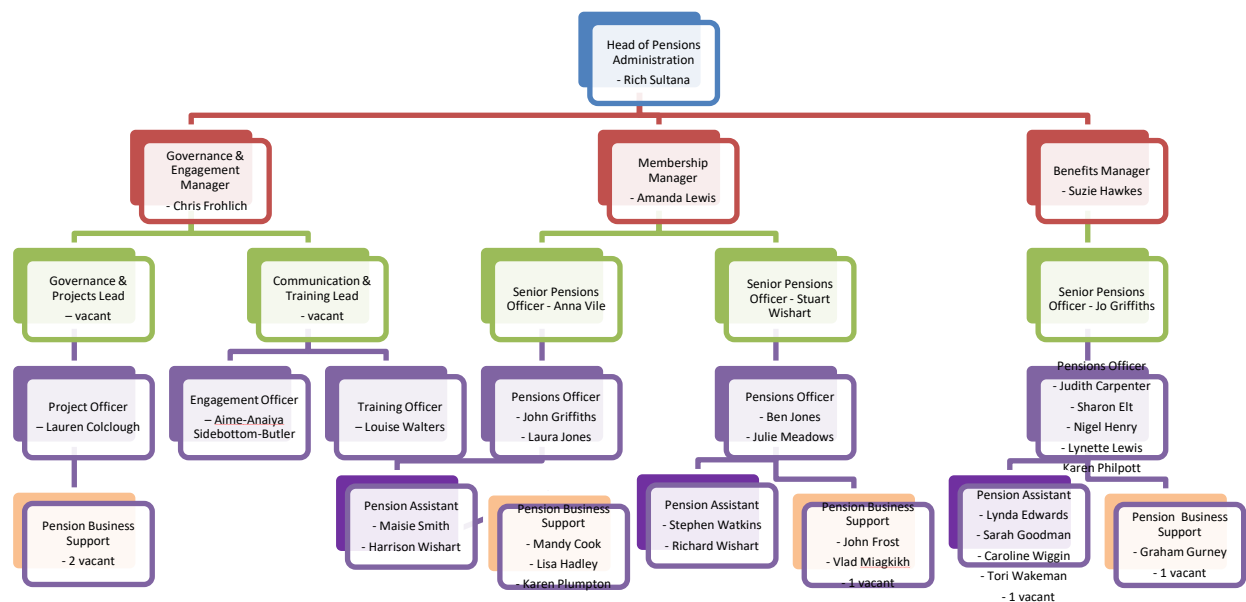 Head of Pensions
Administration
- Rich Sultana
Governance &
Engagement
Manager
- Chris Frohlich
Membership
Manager
- Amanda Lewis
Benefits Manager
- Suzie Hawkes
Governance &
Projects Lead
– vacant
Communication &
Training Lead
- vacant
Senior Pensions
Officer - Anna Vile
Senior Pensions
Officer - Stuart
Wishart
Senior Pensions
Officer - Jo Griffiths
Project Officer
– Lauren Colclough
Engagement Officer
– Aime-Anaiya
Sidebottom-Butler
Training Officer
– Louise Walters
Pensions Officer
- John Griffiths
- Laura Jones
Pensions Officer
- Ben Jones
- Julie Meadows
Pensions Officer
- Judith Carpenter
- Sharon Elt
- Nigel Henry
- Lynette Lewis
Karen Philpott
Pension Business
Support
- 2 vacant
Pension Assistant
- Maisie Smith
- Harrison Wishart
Pension Business
Support
- Mandy Cook
- Lisa Hadley
- Karen Plumpton
Pension Assistant
- Stephen Watkins
- Richard Wishart
Pension Business
Support
- John Frost
- Vlad Miagkikh
- 1 vacant
Pension Assistant
- Lynda Edwards
- Sarah Goodman
- Caroline Wiggin
- Tori Wakeman
- 1 vacant
Pension Business
Support
- Graham Gurney
- 1 vacant